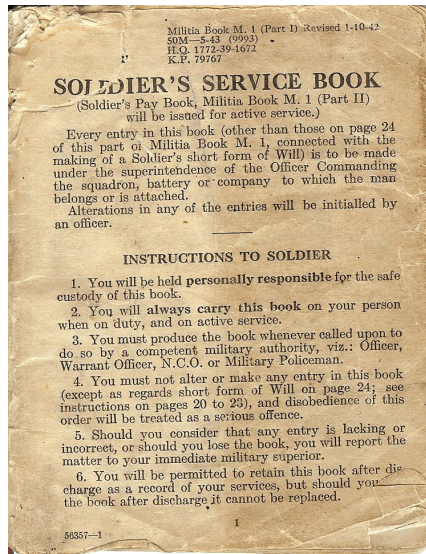 Militia Book M. 1 (Part I) Revised 1-10-42
50M—5-43 (9993)
H.Q. 1772-39-1672
K.P. 79767
SOLDIER'S SERVICE BOOK
(Soldier's Pay Book, Militia Book M. 1 (Part II)
will be issued for active service.)
Every entry in this book (other than those on page 24
of this part of Militia Book M. 1, connected with the
making of a Soldier's short form of Will) is to be made
under the superintendence of the Officer Commanding
the squadron, battery or company to which the man
belongs or is attached.
Alterations in any of the entries will be initialled by
an officer.
INSTRUCTIONS TO SOLDIER
1. You will be held personally responsible for the safe
custody of this book.
2. You will always carry this book on your person
when on duty, and on active service.
3. You must produce the book whenever called upon to
do so by a competent military authority, viz.: Officer,
Warrant Officer, N.C.O. or Military Policeman.
4. You must not alter or make any entry in this book
(except as regards short form of Will on page 24; see
instructions on pages 20 to 23), and disobedience of this
order will be treated as a serious offence.
5. Should you consider that any entry is lacking or
incorrect, or should you lose the book, you will report the
matter to your immediate military superior.
6. You will be permitted to retain this book after dis
charge as a record of your services, but should you
the book after discharge it cannot be replaced.
1
56357—1